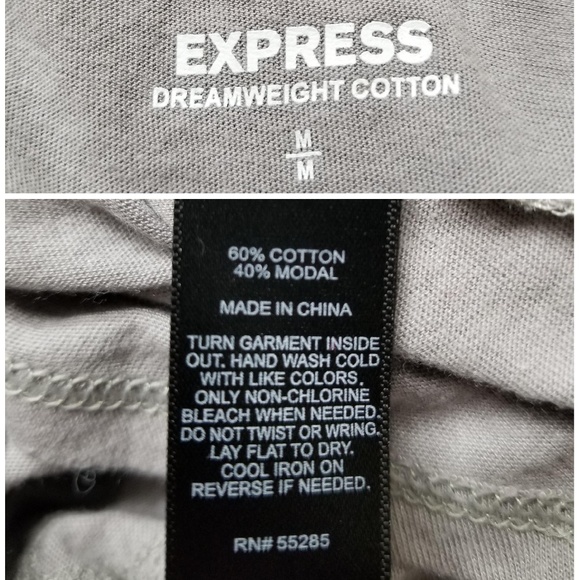 EXPRESS
DREAMWEIGHT COTTON
M
M
60% COTTON
40% MODAL
MADE IN CHINA
TURN GARMENT INSIDE
OUT. HAND WASH COLD
WITH LIKE COLORS.
ONLY NON-CHLORINE
BLEACH WHEN NEEDED.
DO NOT TWIST OR WRING.
LAY FLAT TO DRY.
COOL IRON ON
REVERSE IF NEEDED.
RN# 55285